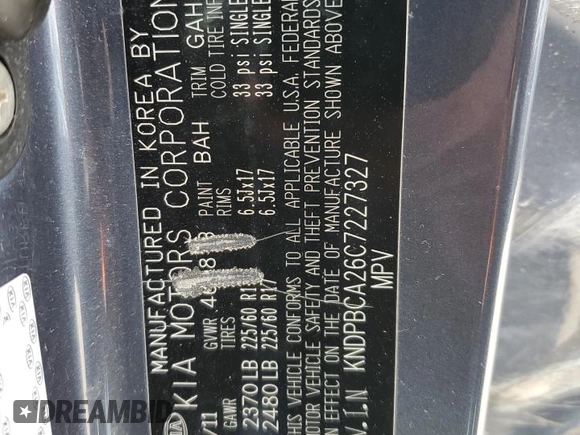 MANUFACTURED IN KOREA BY
KIA MOTORS CORPORATION
GVWR PAINT BAH TRIM
GAWR TIRES RIMS COLD TIRE INF
2370 LB 225/60 R17 6.5Jx17 33 psi SINGLE
2480 LB 225/60 R17 6.5Jx17 33 psi SINGLE
THIS VEHICLE CONFORMS TO ALL APPLICABLE U.S.A. FEDERAL
MOTOR VEHICLE SAFETY AND THEFT PREVENTION STANDARDS
IN EFFECT ON THE DATE OF MANUFACTURE SHOWN ABOVE
V.I.N KNDPBCA26C7227327
MPV
KIA
DREAMBID
AUTO AUCTIONS